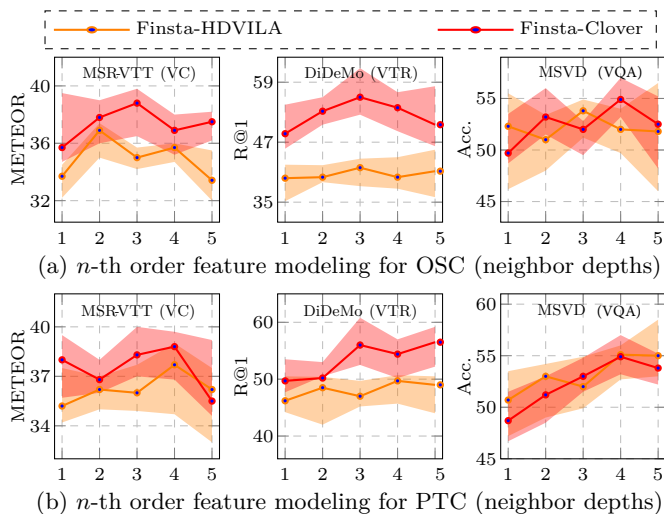 Finsta-HDVILA Finsta-Clover
MSR-VTT (VC) DiDeMo (VTR) MSVD (VQA)
METEOR R@1 Acc.
40 59 55
36 47 50
32 35 45
1 2 3 4 5 1 2 3 4 5 1 2 3 4 5
(a) n-th order feature modeling for OSC (neighbor depths)
MSR-VTT (VC) DiDeMo (VTR) MSVD (VQA)
METEOR R@1 Acc.
40 60 60
37 50 55
34 40 50
45
1 2 3 4 5 1 2 3 4 5 1 2 3 4 5
(b) n-th order feature modeling for PTC (neighbor depths)